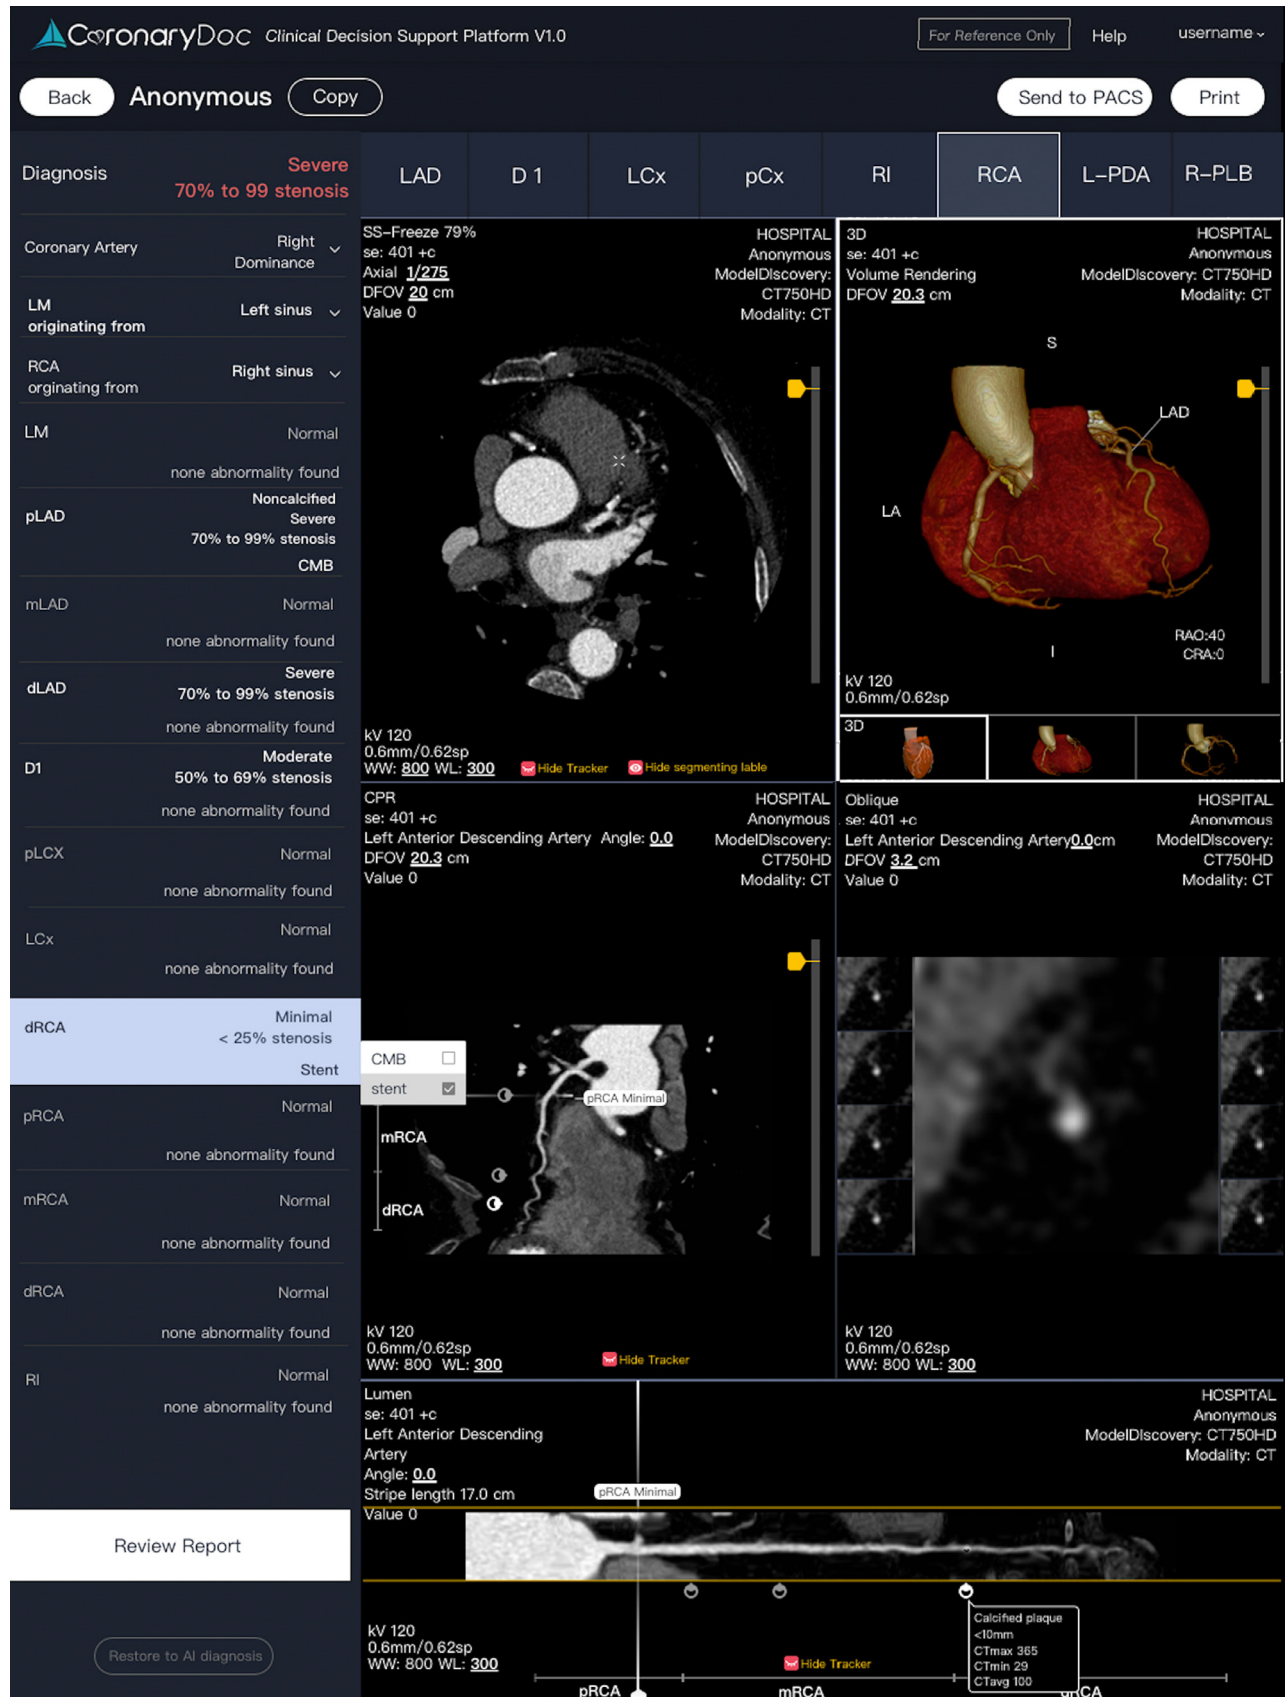 CoronaryDoc Clinical Decision Support Platform V1.0
For Reference Only
Help
username
Back
Anonymous
Copy
Send to PACS
Print
Diagnosis
Severe
70% to 99 stenosis
LAD
D 1
LCx
pCx
RI
RCA
L-PDA
R-PLB
Coronary Artery
Right
Dominance
LM
originating from
Left sinus
RCA
orginating from
Right sinus
LM
Normal
none abnormality found
pLAD
Noncalcified
Severe
70% to 99% stenosis
CMB
mLAD
Normal
none abnormality found
dLAD
Severe
70% to 99% stenosis
none abnormality found
D1
Moderate
50% to 69% stenosis
none abnormality found
pLCX
Normal
none abnormality found
LCx
Normal
none abnormality found
dRCA
Minimal
< 25% stenosis
Stent
pRCA
Normal
none abnormality found
mRCA
Normal
none abnormality found
dRCA
Normal
none abnormality found
RI
Normal
none abnormality found
Review Report
Restore to AI diagnosis
SS-Freeze 79%
se: 401 +c
Axial 1/275
DFOV 20 cm
Value 0
HOSPITAL
Anonymous
ModelDIscovery:
CT750HD
Modality: CT
kV 120
0.6mm/0.62sp
WW: 800 WL: 300
Hide Tracker
Hide segmenting lable
3D
se: 401 +c
Volume Rendering
DFOV 20.3 cm
HOSPITAL
Anonymous
ModelDIscovery: CT750HD
Modality: CT
S
LAD
LA
I
RAO:40
CRA:0
kV 120
0.6mm/0.62sp
3D
CPR
se: 401 +c
Left Anterior Descending Artery Angle: 0.0
DFOV 20.3 cm
Value 0
HOSPITAL
Anonymous
ModelDIscovery:
CT750HD
Modality: CT
CMB
stent
pRCA Minimal
mRCA
dRCA
kV 120
0.6mm/0.62sp
WW: 800 WL: 300
Hide Tracker
Oblique
se: 401 +c
Left Anterior Descending Artery0.0cm
DFOV 3.2 cm
Value 0
HOSPITAL
Anonymous
ModelDIscovery:
CT750HD
Modality: CT
kV 120
0.6mm/0.62sp
WW: 800 WL: 300
Lumen
se: 401 +c
Left Anterior Descending
Artery
Angle: 0.0
Stripe length 17.0 cm
Value 0
HOSPITAL
Anonymous
ModelDIscovery: CT750HD
Modality: CT
pRCA Minimal
kV 120
0.6mm/0.62sp
WW: 800 WL: 300
Hide Tracker
Calcified plaque
<10mm
CTmax 365
CTmin 29
CTavg 100
pRCA
mRCA
dRCA